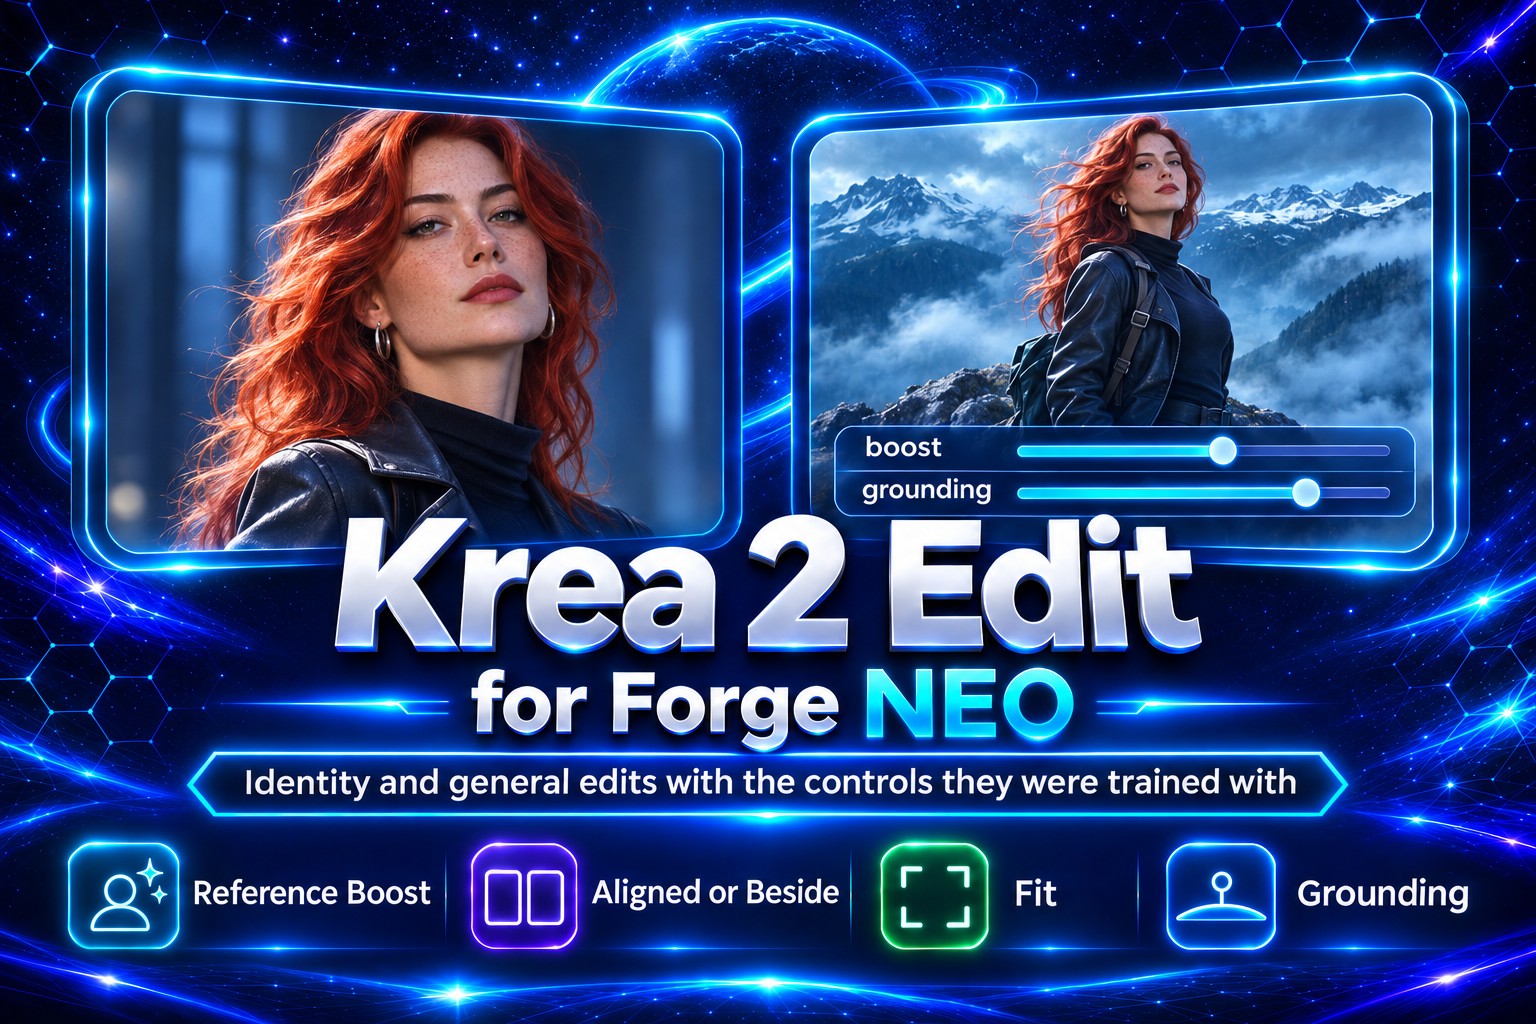 boost
grounding
Krea 2 Edit
for Forge NEO
Identity and general edits with the controls they were trained with
Reference Boost
Aligned or Beside
Fit
Grounding